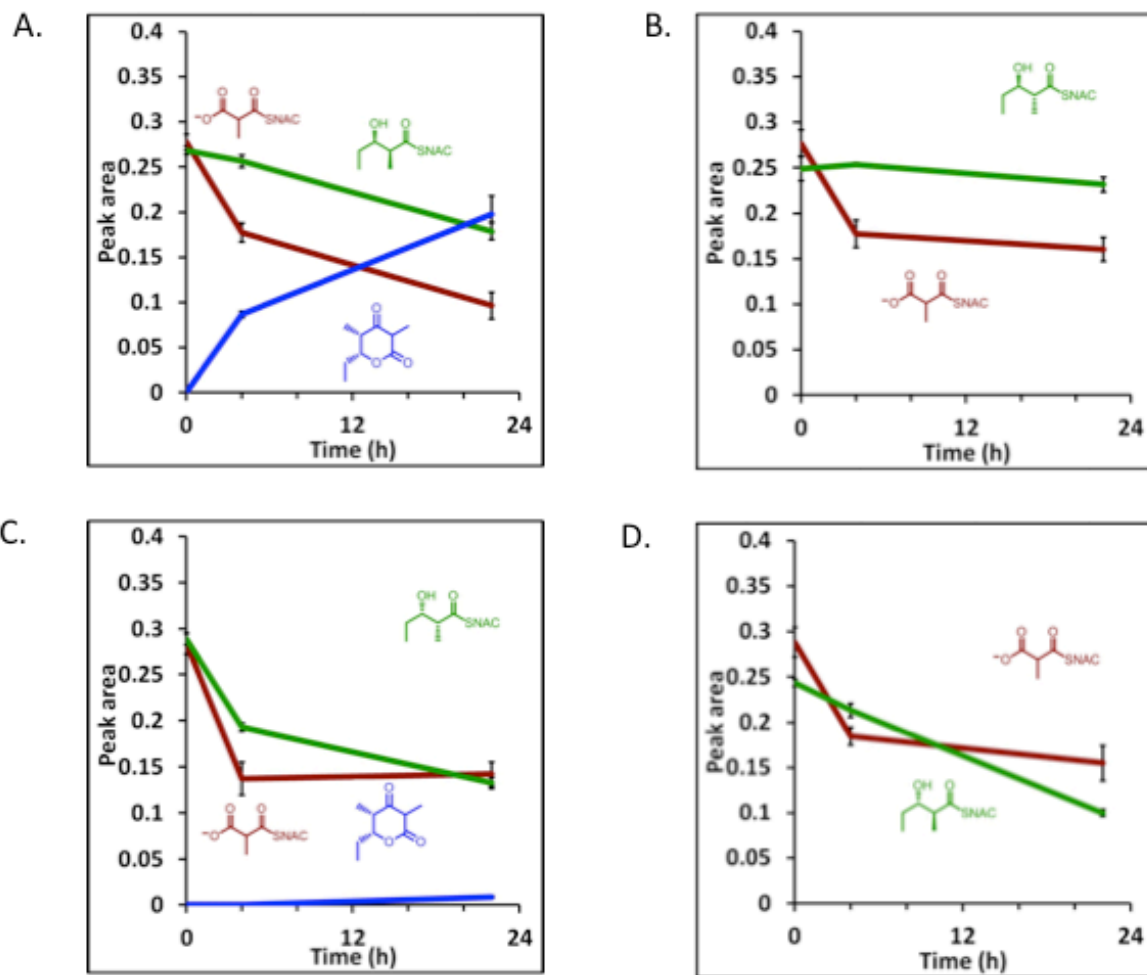 A.
0.4
0.35
0.3
0.25
0.2
0.15
0.1
0.05
0
Peak area
0 12 24
Time (h)
O O
⁻O SNAC
OH O
SNAC
O
O O
B.
0.4
0.35
0.3
0.25
0.2
0.15
0.1
0.05
0
Peak area
0 12 24
Time (h)
OH O
SNAC
O O
⁻O SNAC
C.
0.4
0.35
0.3
0.25
0.2
0.15
0.1
0.05
0
Peak area
0 12 24
Time (h)
OH O
SNAC
O O
⁻O SNAC
O
O O
D.
0.4
0.35
0.3
0.25
0.2
0.15
0.1
0.05
0
Peak area
0 12 24
Time (h)
O O
⁻O SNAC
OH O
SNAC